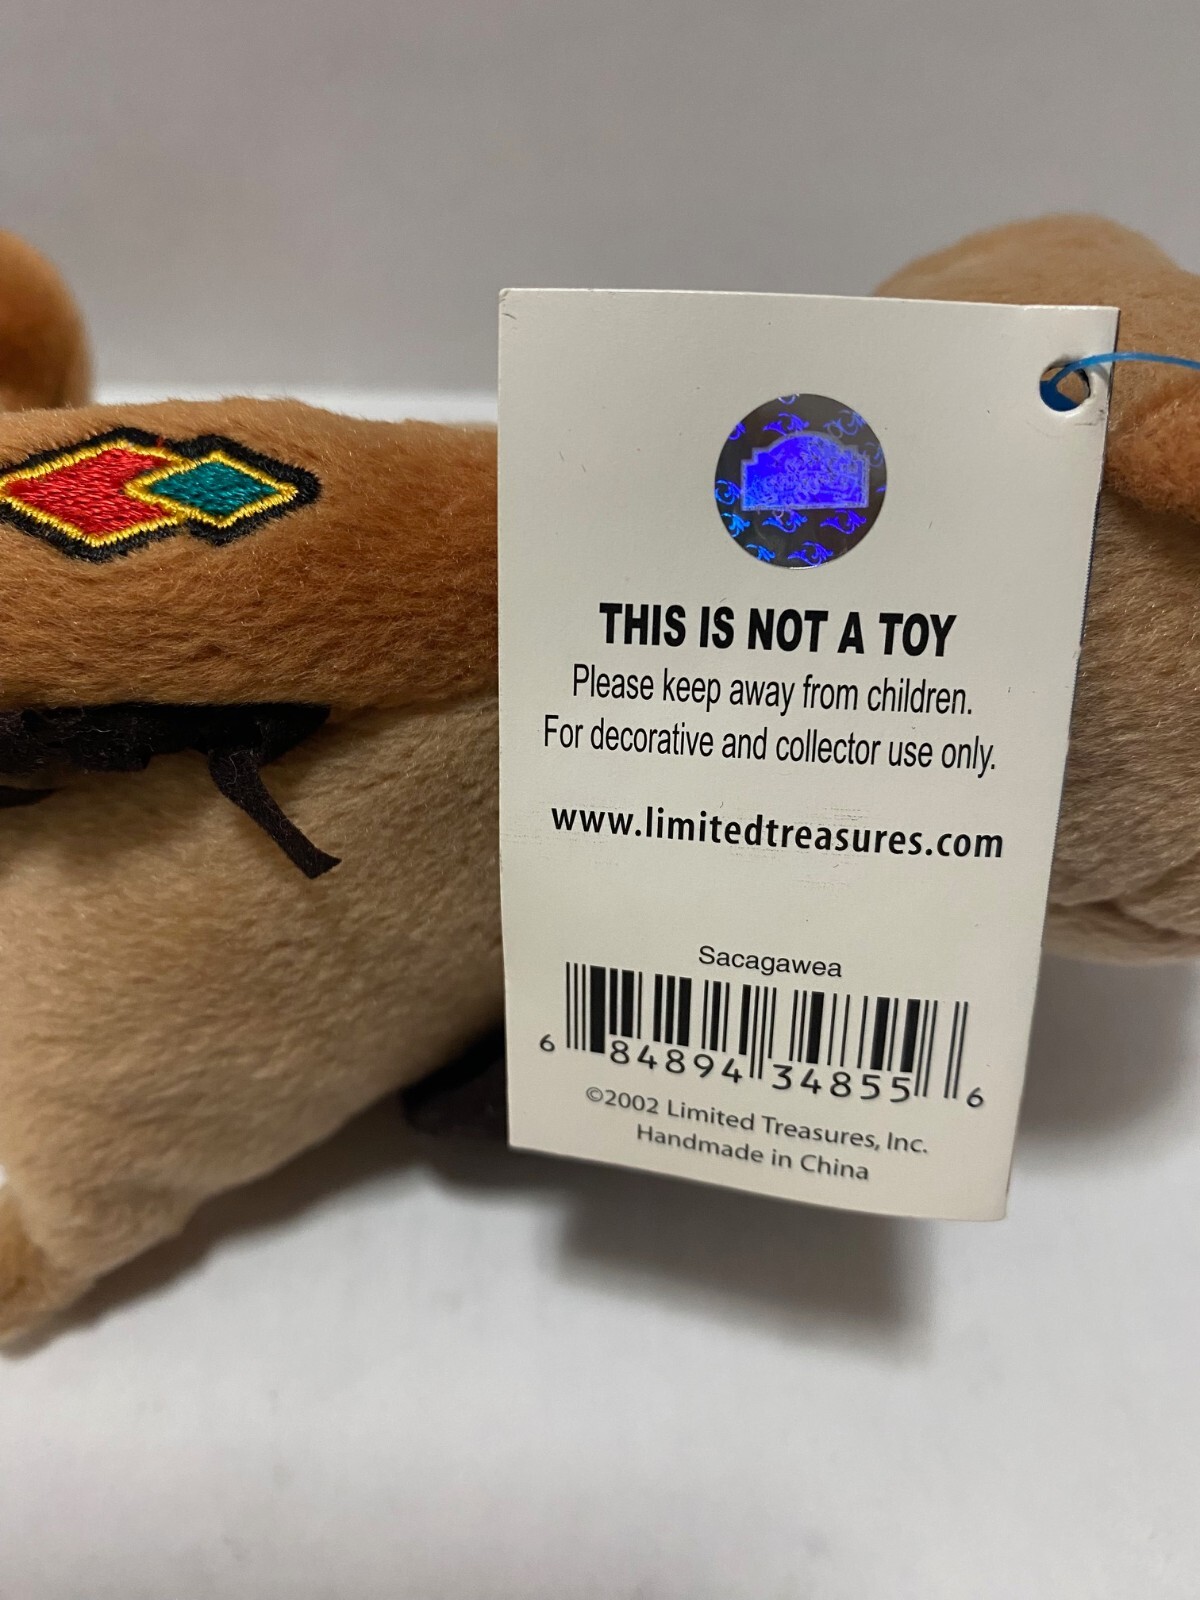 THIS IS NOT A TOY
Please keep away from children.
For decorative and collector use only.
www.limitedtreasures.com
Sacagawea
6 84894 34855 6
©2002 Limited Treasures, Inc.
Handmade in China